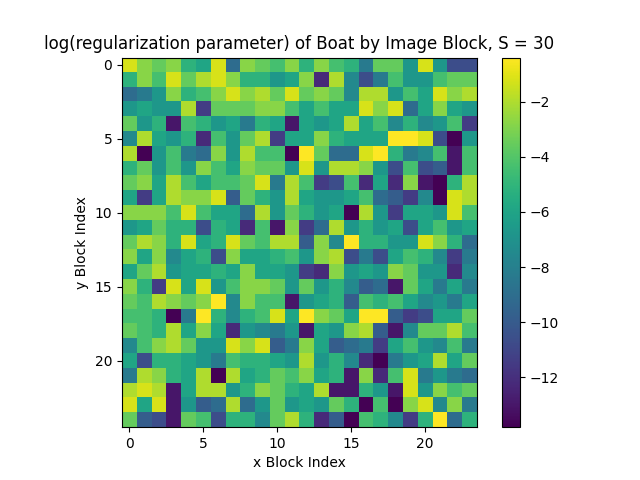 log(regularization parameter) of Boat by Image Block, S = 30
0
5
10
15
20
y Block Index
0 5 10 15 20
x Block Index
−2
−4
−6
−8
−10
−12